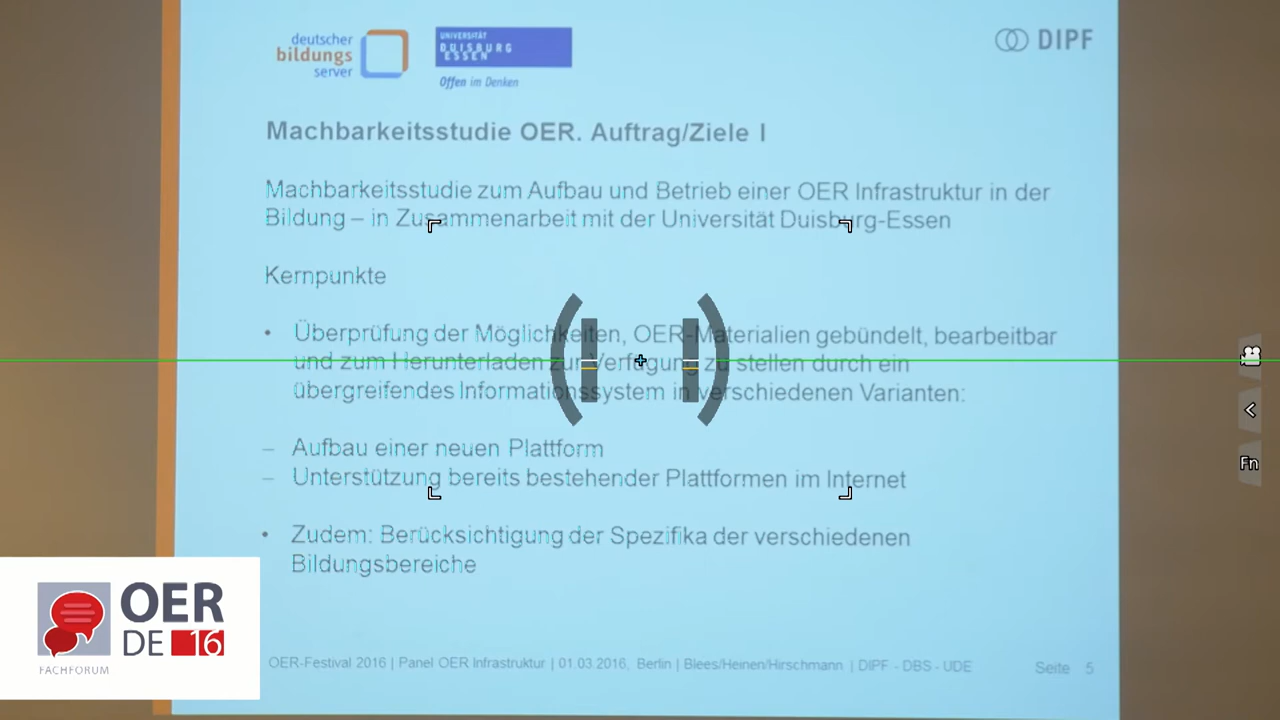 deutscher
bildungs
server
UNIVERSITÄT
DUISBURG
ESSEN
Offen im Denken
DIPF
Machbarkeitsstudie OER. Auftrag/Ziele I
Machbarkeitsstudie zum Aufbau und Betrieb einer OER Infrastruktur in der
Bildung – in Zusammenarbeit mit der Universität Duisburg-Essen
Kernpunkte
• Überprüfung der Möglichkeiten, OER-Materialien gebündelt, bearbeitbar
und zum Herunterladen zur Verfügung zu stellen durch ein
übergreifendes Informationssystem in verschiedenen Varianten:
– Aufbau einer neuen Plattform
– Unterstützung bereits bestehender Plattformen im Internet
• Zudem: Berücksichtigung der Spezifika der verschiedenen
Bildungsbereiche
OER-Festival 2016 | Panel OER Infrastruktur | 01.03.2016, Berlin | Blees/Heinen/Hirschmann | DIPF - DBS - UDE Seite 5
Fn
OER
DE 16
FACHFORUM